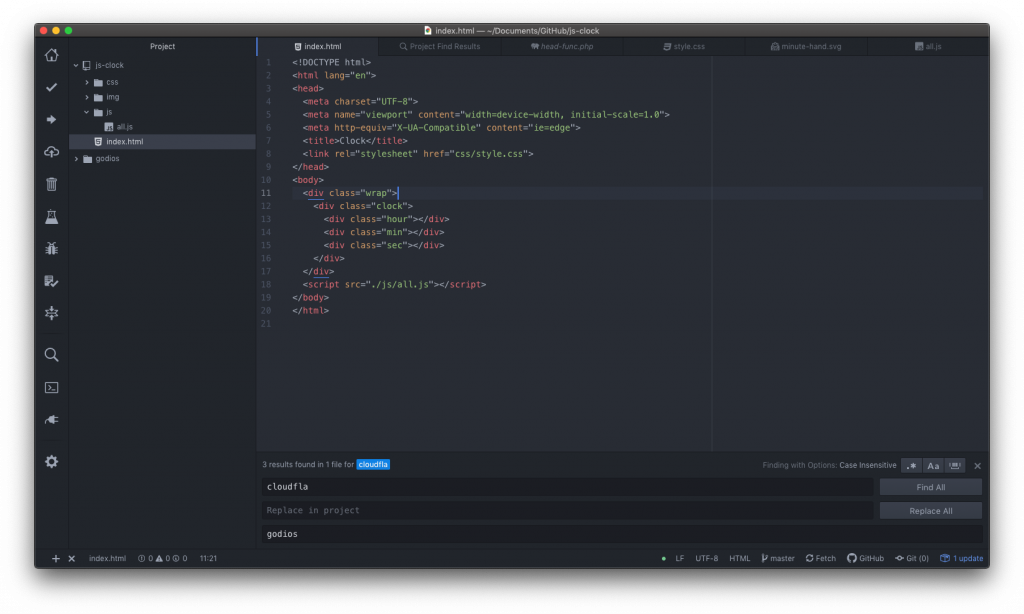 index.html — ~/Documents/GitHub/js-clock
Project
index.html
Project Find Results
head-func.php
style.css
minute-hand.svg
all.js
js-clock
css
img
js
all.js
index.html
godios
1 <!DOCTYPE html>
2 <html lang="en">
3 <head>
4 <meta charset="UTF-8">
5 <meta name="viewport" content="width=device-width, initial-scale=1.0">
6 <meta http-equiv="X-UA-Compatible" content="ie=edge">
7 <title>Clock</title>
8 <link rel="stylesheet" href="css/style.css">
9 </head>
10 <body>
11 <div class="wrap">
12 <div class="clock">
13 <div class="hour"></div>
14 <div class="min"></div>
15 <div class="sec"></div>
16 </div>
17 </div>
18 <script src="./js/all.js"></script>
19 </body>
20 </html>
21
3 results found in 1 file for cloudfla
Finding with Options: Case Insensitive
.* Aa
cloudfla
Find All
Replace in project
Replace All
godios
index.html 0 0 0 11:21
LF UTF-8 HTML master Fetch GitHub Git (0) 1 update